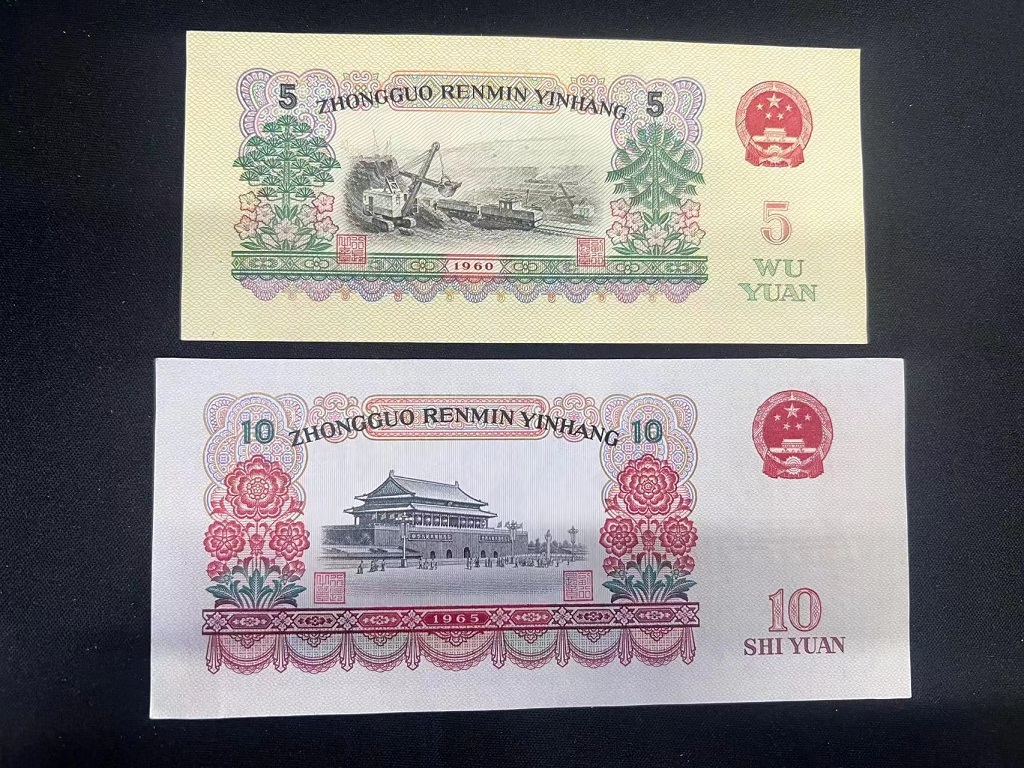 5 ZHONGGUO RENMIN YINHANG 5
5
WU
YUAN
1960
10 ZHONGGUO RENMIN YINHANG 10
10
SHI YUAN
1965